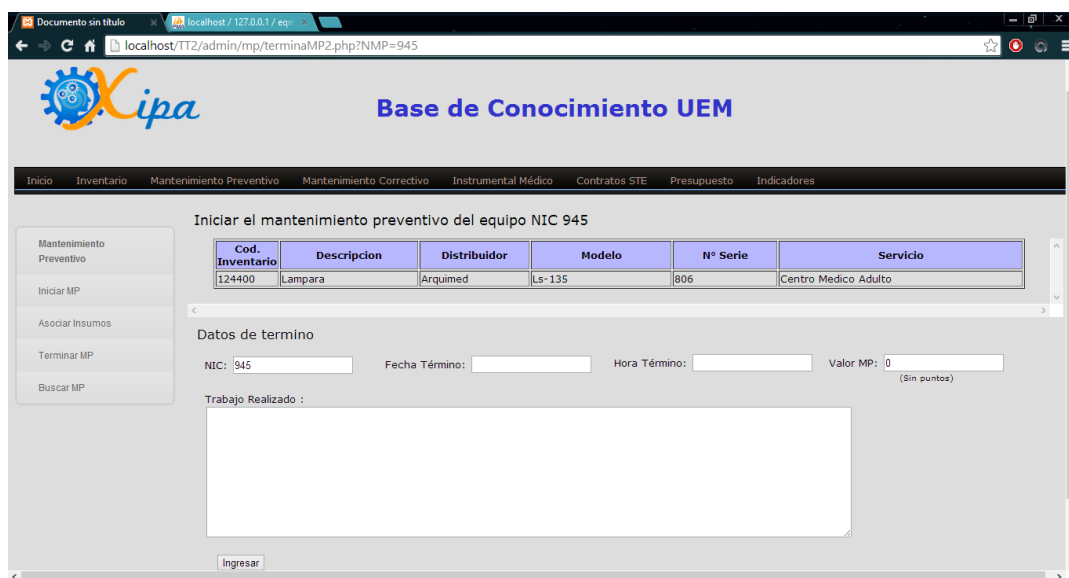 Documento sin título
localhost / 127.0.0.1 / eqm
localhost/TT2/admin/mp/terminaMP2.php?NMP=945
Xipa
Base de Conocimiento UEM
Inicio Inventario Mantenimiento Preventivo Mantenimiento Correctivo Instrumental Médico Contratos STE Presupuesto Indicadores
Mantenimiento
Preventivo
Iniciar MP
Asociar Insumos
Terminar MP
Buscar MP
Iniciar el mantenimiento preventivo del equipo NIC 945
Cod.
Inventario Descripcion Distribuidor Modelo Nº Serie Servicio
124400 Lampara Arquimed Ls-135 806 Centro Medico Adulto
Datos de termino
NIC: 945 Fecha Término: Hora Término: Valor MP: 0
(Sin puntos)
Trabajo Realizado :
Ingresar